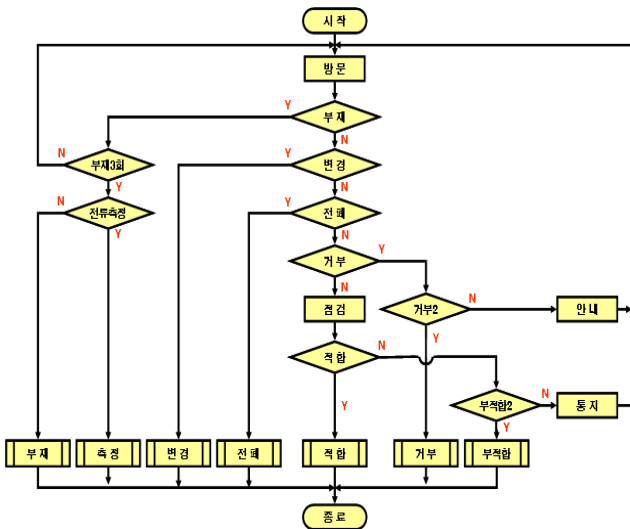 시 작
방 문
Y
부 재
N
N
부재3회
Y
변 경
Y
N
N
전류측정
Y
전 폐
Y
N
거 부
Y
N
점 검
거부2
N
안 내
Y
적 합
N
Y
부적합2
N
통 지
Y
부 재
측 정
변 경
전 폐
적 합
거 부
부적합
종 료